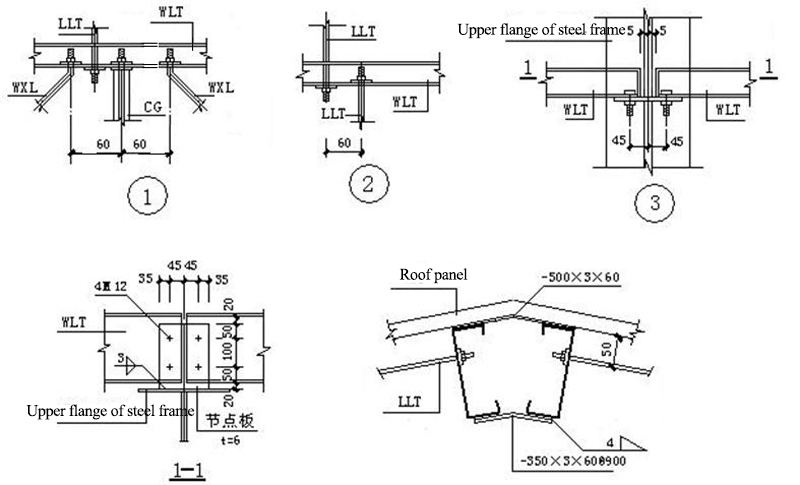 LLT
WLT
WXL
CG
WXL
60
60
1
LLT
WLT
LLT
60
2
Upper flange of steel frame
5
5
1
1
WLT
WLT
45
45
3
45 45
35
35
4M12
20
WLT
50
100
3
50
20
Upper flange of steel frame
节点板
t=6
1-1
Roof panel
-500×3×60
50
LLT
4
-350×3×60@900